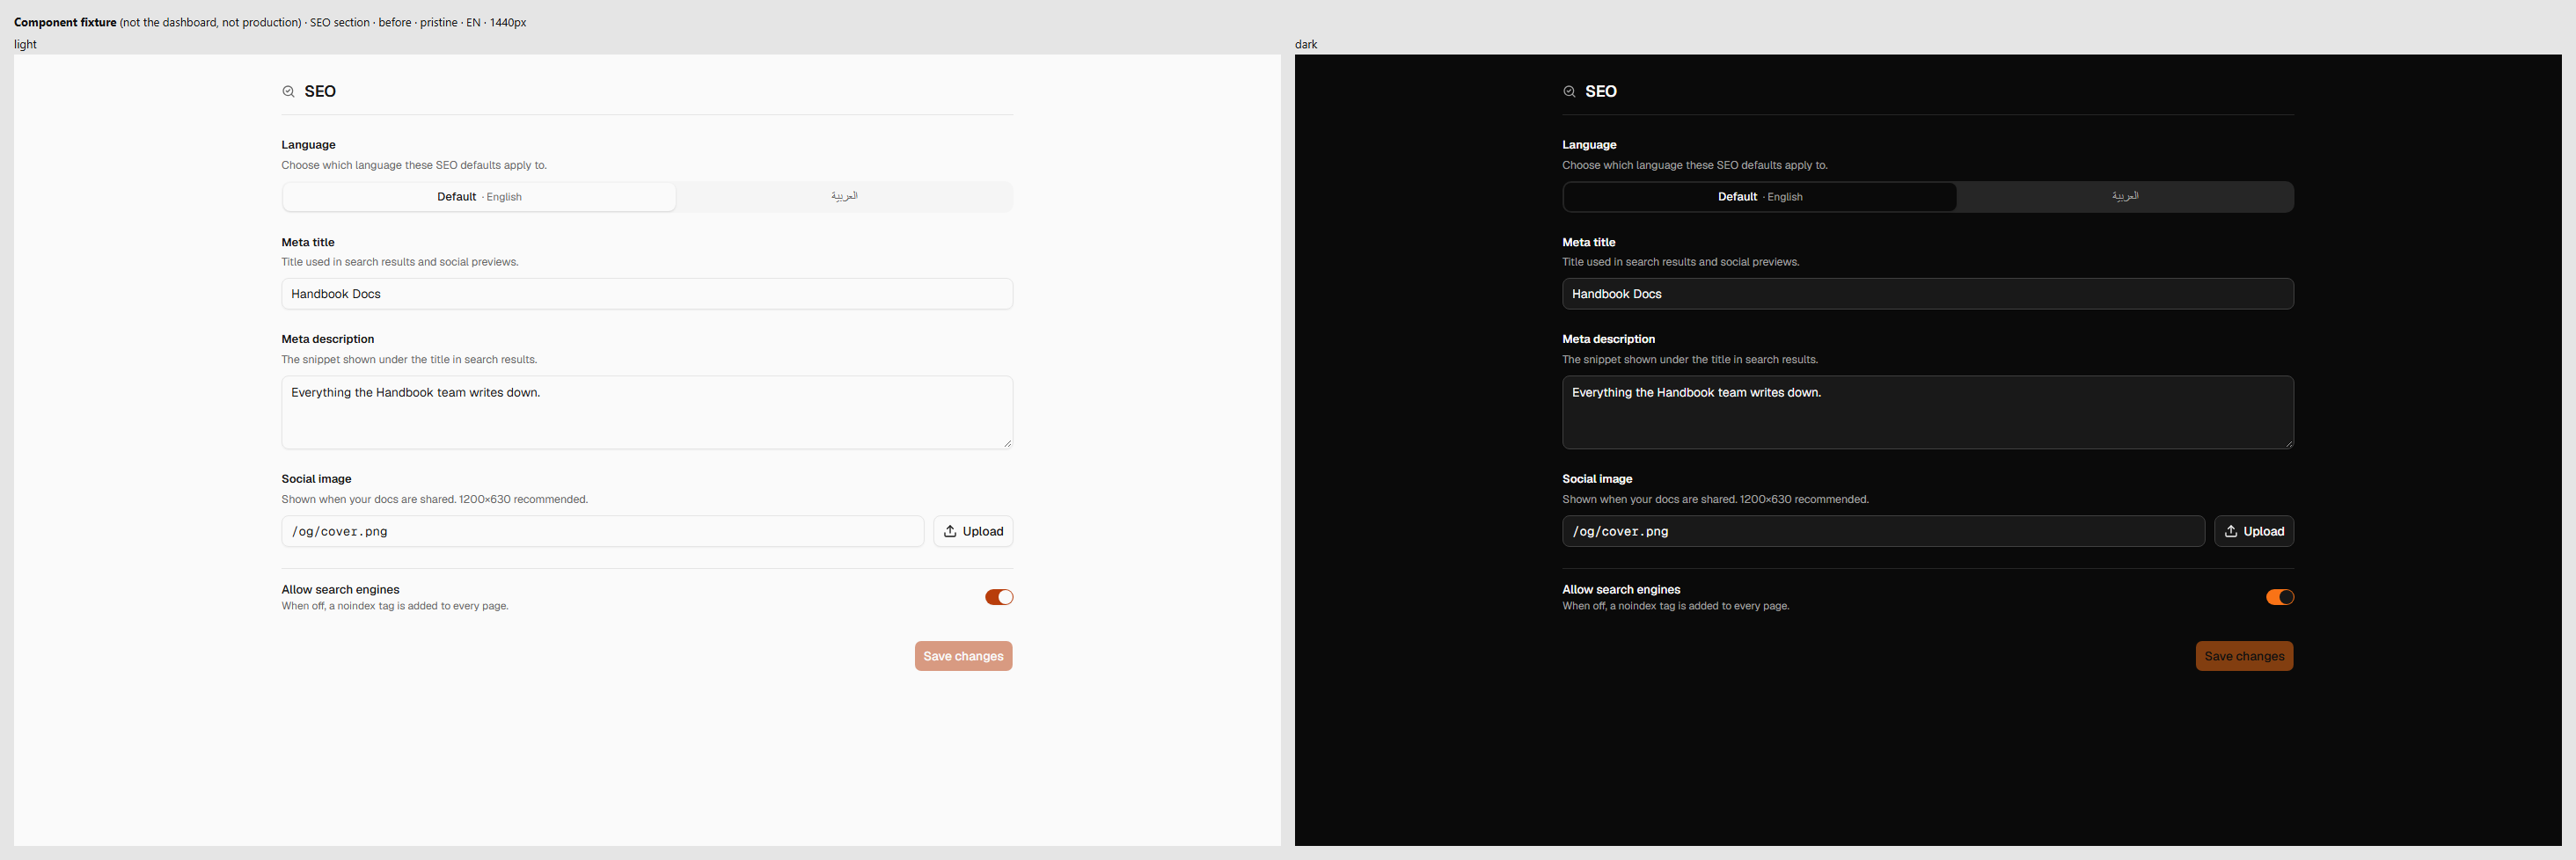 Component fixture (not the dashboard, not production) · SEO section · before · pristine · EN · 1440px
light
SEO
Language
Choose which language these SEO defaults apply to.
Default · English
العربية
Meta title
Title used in search results and social previews.
Handbook Docs
Meta description
The snippet shown under the title in search results.
Everything the Handbook team writes down.
Social image
Shown when your docs are shared. 1200×630 recommended.
/og/cover.png
Upload
Allow search engines
When off, a noindex tag is added to every page.
Save changes
dark
SEO
Language
Choose which language these SEO defaults apply to.
Default · English
العربية
Meta title
Title used in search results and social previews.
Handbook Docs
Meta description
The snippet shown under the title in search results.
Everything the Handbook team writes down.
Social image
Shown when your docs are shared. 1200×630 recommended.
/og/cover.png
Upload
Allow search engines
When off, a noindex tag is added to every page.
Save changes